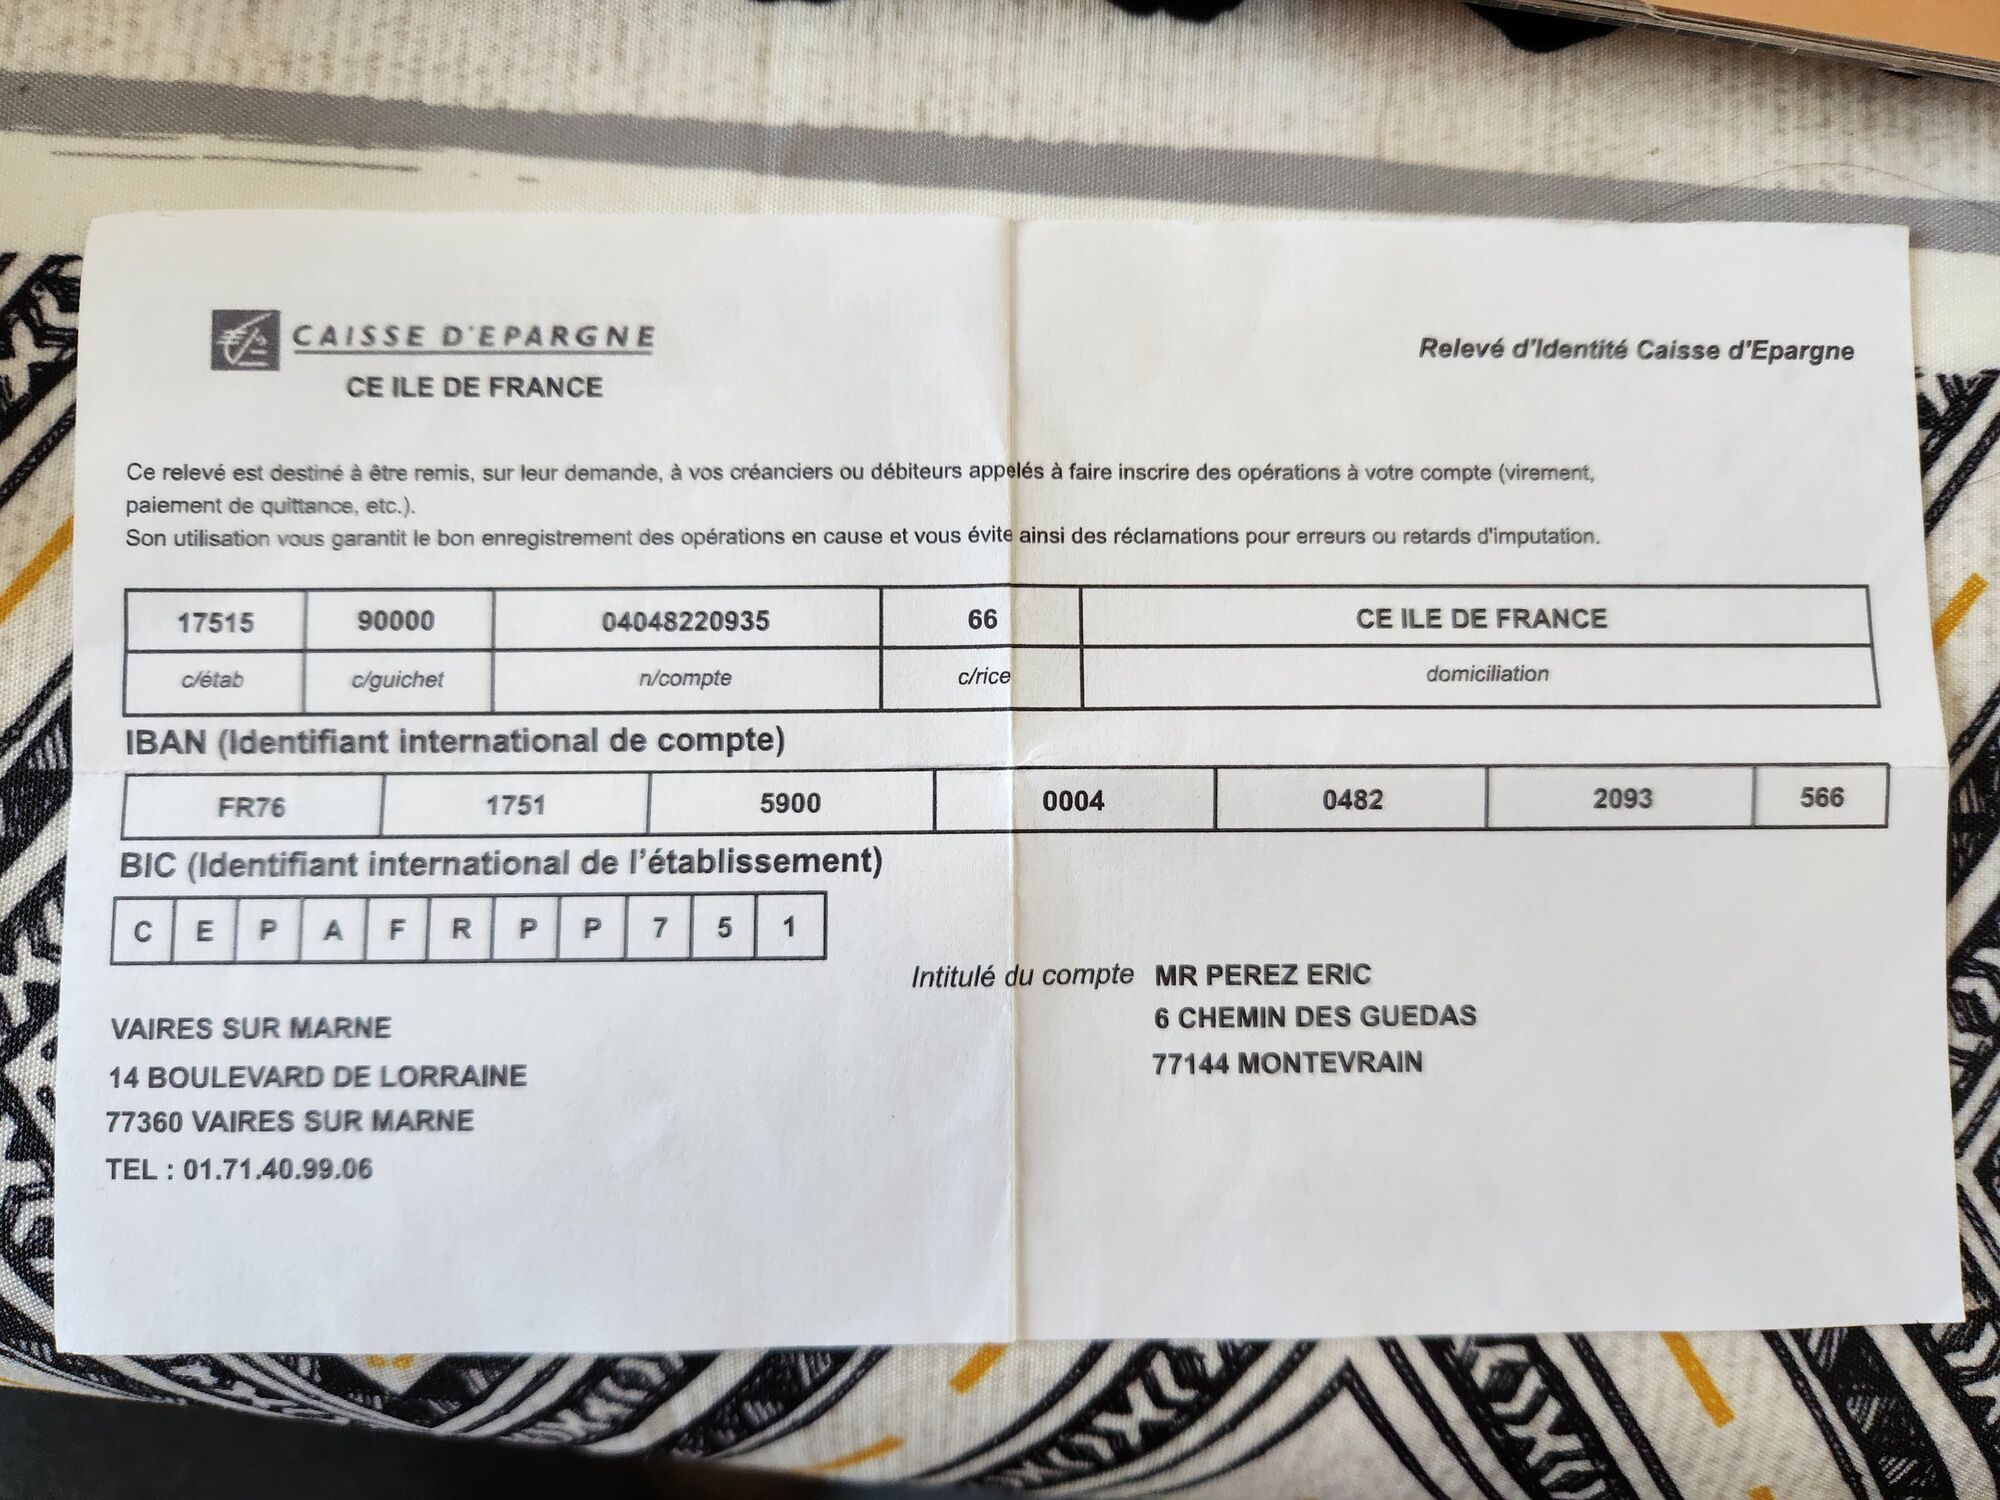 CAISSE D'EPARGNE
CE ILE DE FRANCE
Relevé d'Identité Caisse d'Epargne
Ce relevé est destiné à être remis, sur leur demande, à vos créanciers ou débiteurs appelés à faire inscrire des opérations à votre compte (virement,
paiement de quittance, etc.).
Son utilisation vous garantit le bon enregistrement des opérations en cause et vous évite ainsi des réclamations pour erreurs ou retards d'imputation.
17515 90000 04048220935 66 CE ILE DE FRANCE
c/étab c/guichet n/compte c/rice domiciliation
IBAN (Identifiant international de compte)
FR76 1751 5900 0004 0482 2093 566
BIC (Identifiant international de l'établissement)
C E P A F R P P 7 5 1
Intitulé du compte MR PEREZ ERIC
6 CHEMIN DES GUEDAS
77144 MONTEVRAIN
VAIRES SUR MARNE
14 BOULEVARD DE LORRAINE
77360 VAIRES SUR MARNE
TEL : 01.71.40.99.06